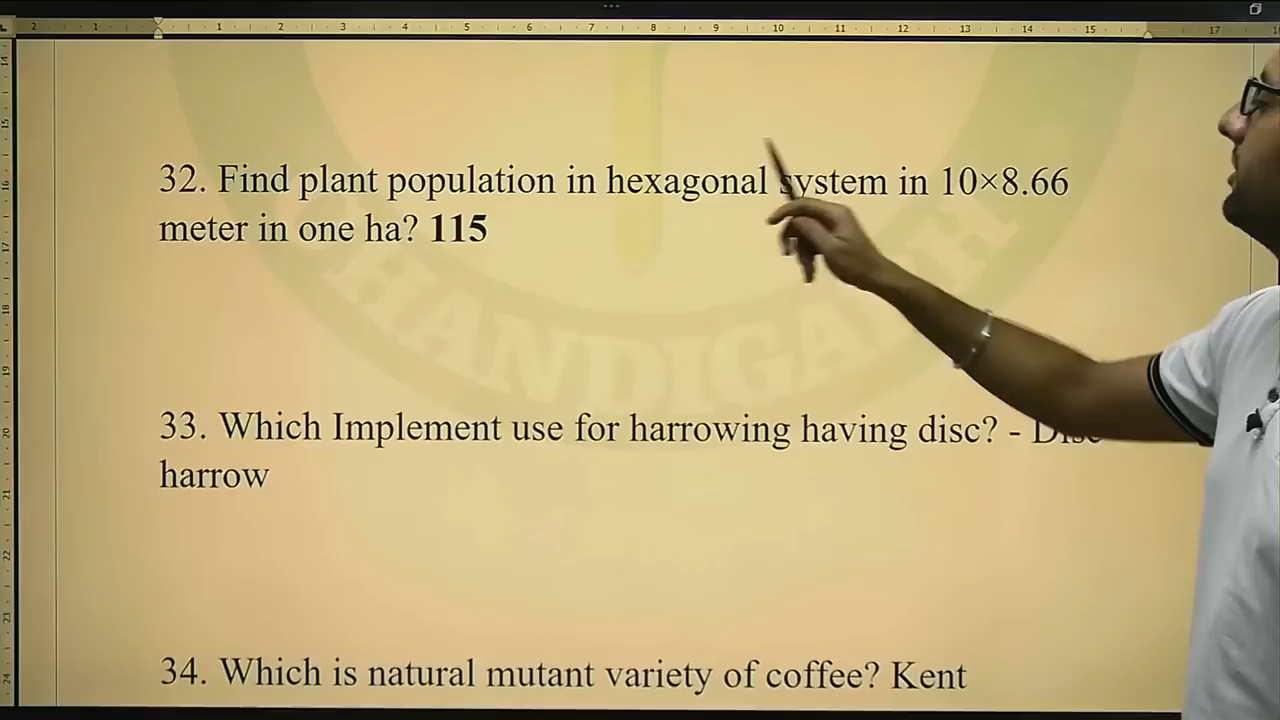 32. Find plant population in hexagonal system in 10×8.66
meter in one ha? 115
33. Which Implement use for harrowing having disc? - Disc
harrow
34. Which is natural mutant variety of coffee? Kent
HANDIGARH